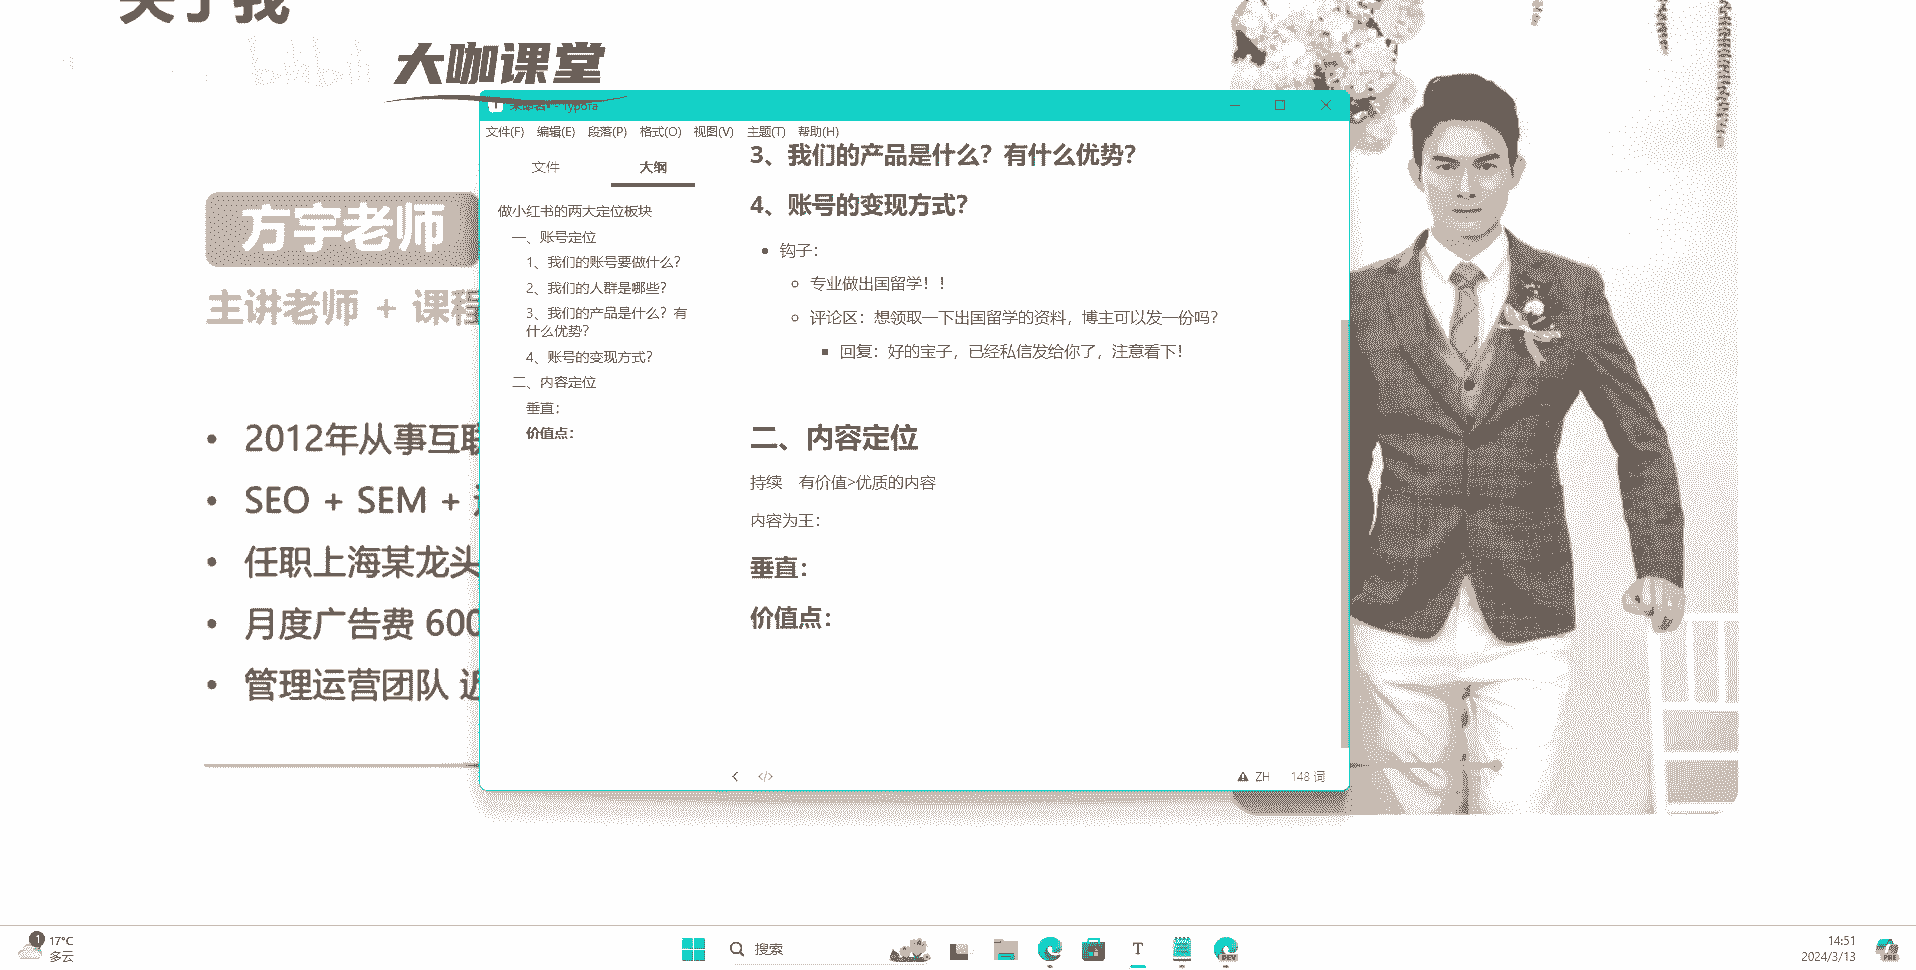 关于我
bilibili
大咖课堂
方宇老师
主讲老师 + 课程
2012年从事互联
SEO + SEM +
任职上海某龙头
月度广告费 600
管理运营团队 近
Typora
文件(F) 编辑(E) 段落(P) 格式(O) 视图(V) 主题(T) 帮助(H)
文件 大纲
做小红书的两大定位板块
一、账号定位
1、我们的账号要做什么?
2、我们的人群是哪些?
3、我们的产品是什么？有
什么优势?
4、账号的变现方式?
二、内容定位
垂直：
价值点：
3、我们的产品是什么？有什么优势?
4、账号的变现方式?
钩子：
专业做出国留学！！
评论区：想领取一下出国留学的资料，博主可以发一份吗?
回复：好的宝子，已经私信发给你了，注意看下！
二、内容定位
持续 有价值>优质的内容
内容为王：
垂直：
价值点：
</> ZH 148 词
1 17°C
多云
搜索
T
DEV
14:51
2024/3/13
PRE